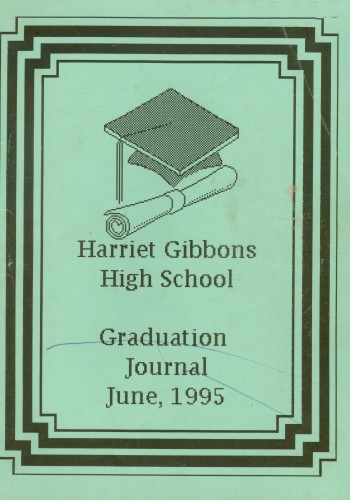 Harriet Gibbons
High School
Graduation
Journal
June, 1995